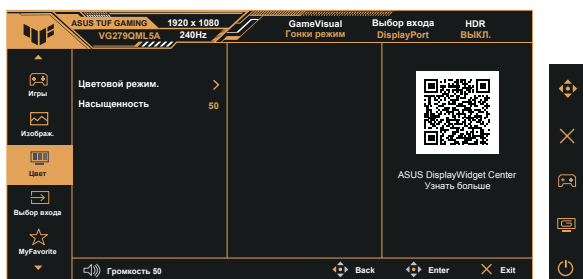 ASUS TUF GAMING 1920 x 1080 GameVisual Выбор входа HDR
VG279QML5A 240Hz Гонки режим DisplayPort ВЫКЛ.
Игры
Изображ.
Цвет
Выбор входа
MyFavorite
Цветовой режим.
Насыщенность 50
ASUS DisplayWidget Center
Узнать больше
Громкость 50 Back Enter Exit